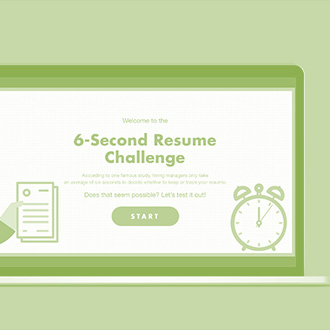 Welcome to the
6-Second Resume
Challenge
According to one famous study, hiring managers only take
an average of six seconds to decide whether to keep or toss your resume.
Does that seem possible? Let's test it out!
START